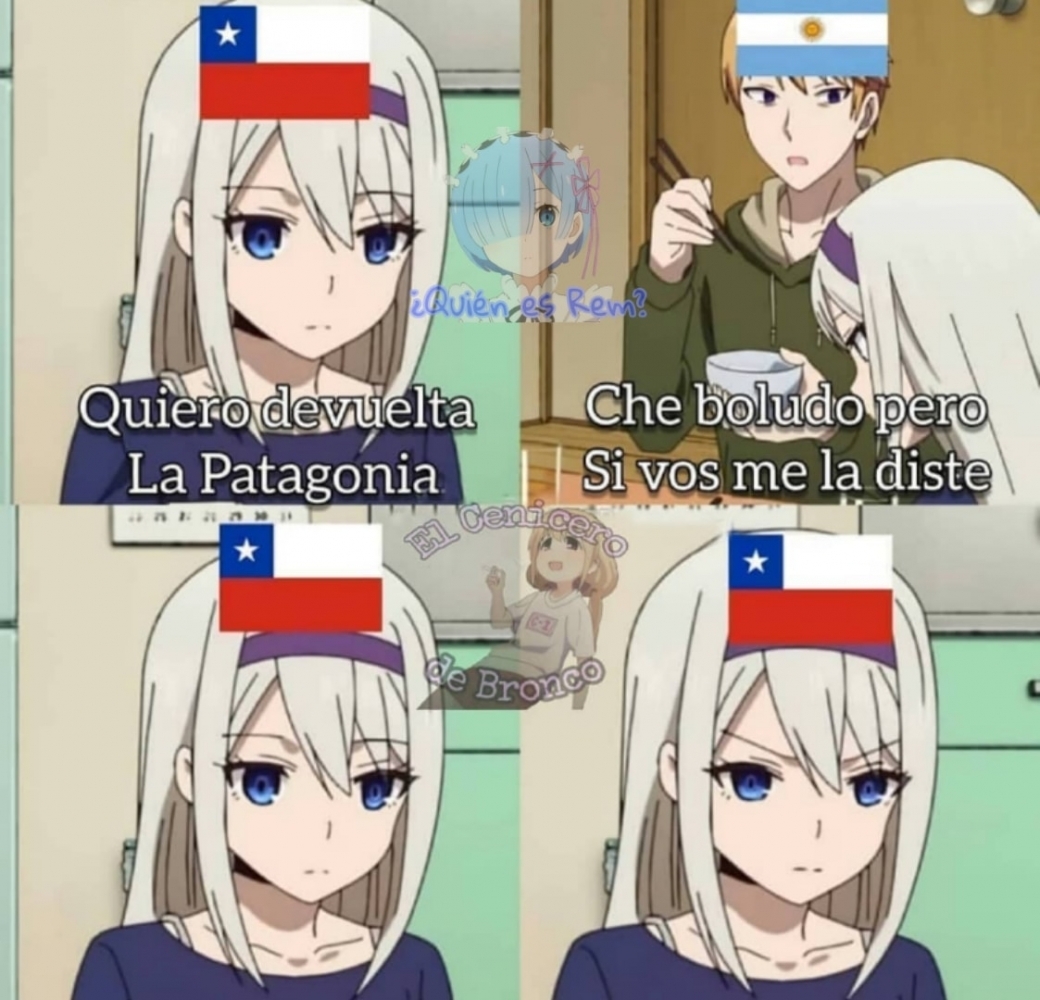 ¿Quién es Rem?
Quiero devuelta
La Patagonia
Che boludo pero
Si vos me la diste
El Cenicero
de Bronco